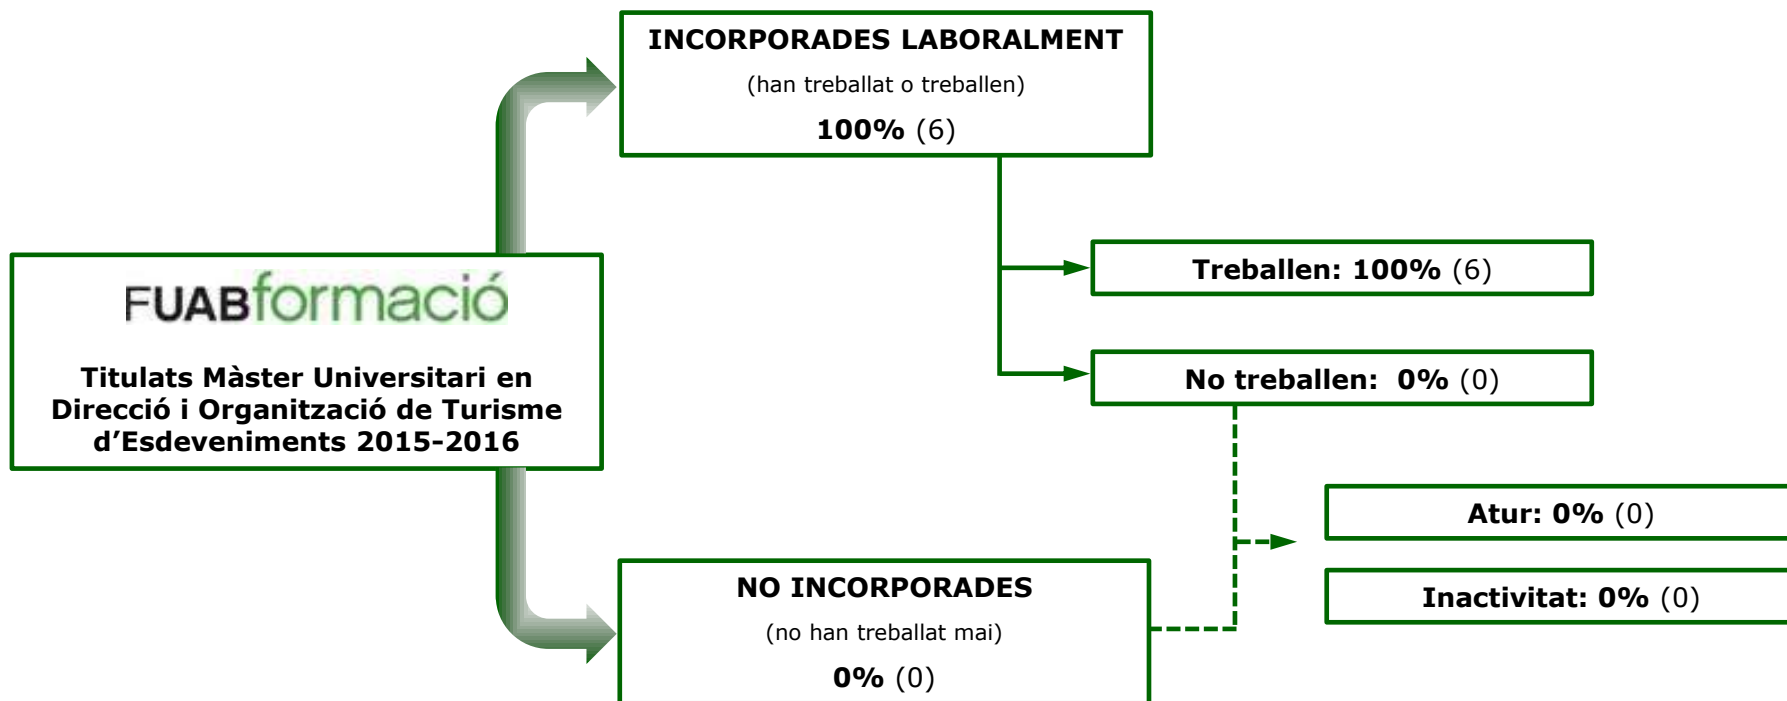 INCORPORADES LABORALMENT
(han treballat o treballen)
100% (6)
Treballen: 100% (6)
FUABformació
Titulats Màster Universitari en
Direcció i Organització de Turisme
d’Esdeveniments 2015-2016
No treballen:  0% (0)
Atur: 0% (0)
Inactivitat: 0% (0)
NO INCORPORADES
(no han treballat mai)
0% (0)